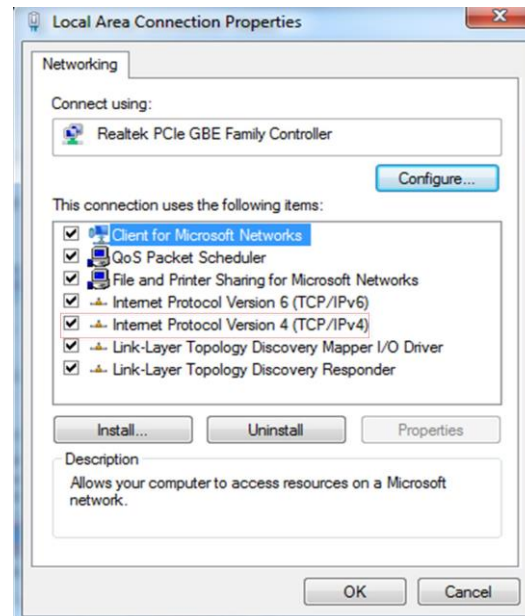 Local Area Connection Properties
Networking
Connect using:
Realtek PCIe GBE Family Controller
Configure...
This connection uses the following items:
Client for Microsoft Networks
QoS Packet Scheduler
File and Printer Sharing for Microsoft Networks
Internet Protocol Version 6 (TCP/IPv6)
Internet Protocol Version 4 (TCP/IPv4)
Link-Layer Topology Discovery Mapper I/O Driver
Link-Layer Topology Discovery Responder
Install... Uninstall Properties
Description
Allows your computer to access resources on a Microsoft
network.
OK Cancel